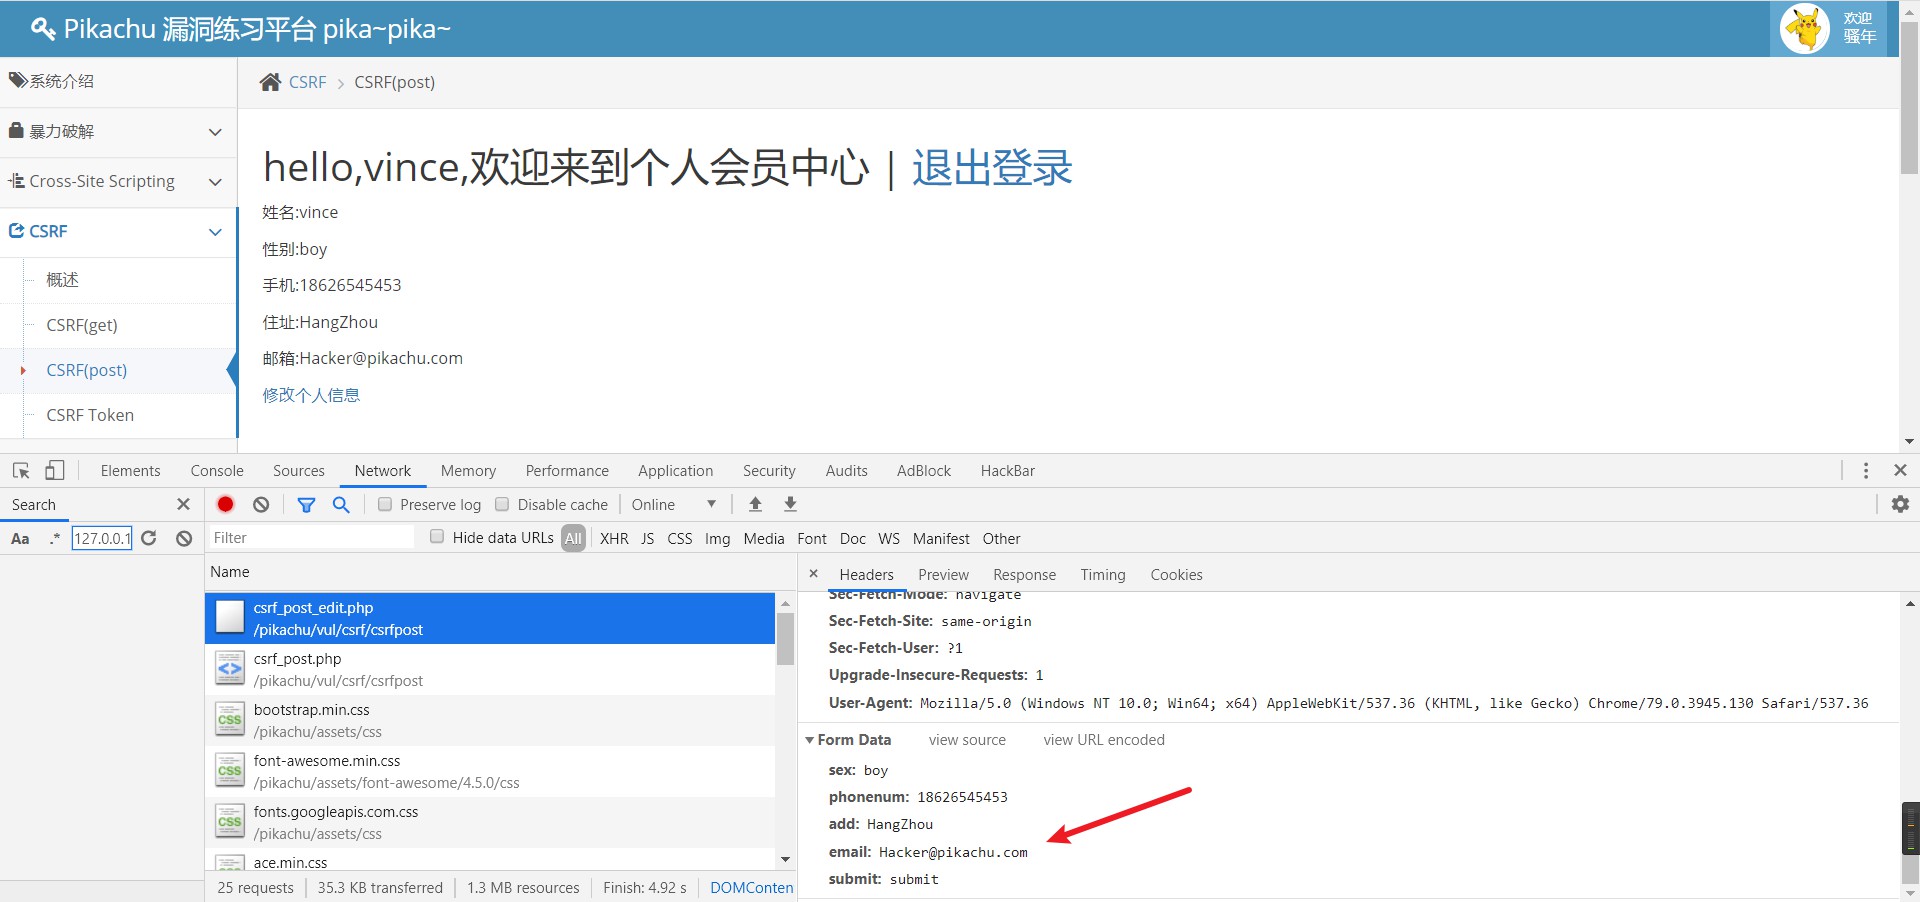 Pikachu 漏洞练习平台 pika~pika~
欢迎
骚年
系统介绍
暴力破解
Cross-Site Scripting
CSRF
概述
CSRF(get)
CSRF(post)
CSRF Token
CSRF CSRF(post)
hello,vince,欢迎来到个人会员中心 | 退出登录
姓名:vince
性别:boy
手机:18626545453
住址:HangZhou
邮箱:Hacker@pikachu.com
修改个人信息
Elements Console Sources Network Memory Performance Application Security Audits AdBlock HackBar
Search
Preserve log Disable cache Online
Aa .* 127.0.0.1
Filter Hide data URLs All XHR JS CSS Img Media Font Doc WS Manifest Other
Name
csrf_post_edit.php
/pikachu/vul/csrf/csrfpost
csrf_post.php
/pikachu/vul/csrf/csrfpost
bootstrap.min.css
/pikachu/assets/css
font-awesome.min.css
/pikachu/assets/font-awesome/4.5.0/css
fonts.googleapis.com.css
/pikachu/assets/css
ace.min.css
25 requests 35.3 KB transferred 1.3 MB resources Finish: 4.92 s DOMConten
Headers Preview Response Timing Cookies
Sec-Fetch-Mode: navigate
Sec-Fetch-Site: same-origin
Sec-Fetch-User: ?1
Upgrade-Insecure-Requests: 1
User-Agent: Mozilla/5.0 (Windows NT 10.0; Win64; x64) AppleWebKit/537.36 (KHTML, like Gecko) Chrome/79.0.3945.130 Safari/537.36
Form Data view source view URL encoded
sex: boy
phonenum: 18626545453
add: HangZhou
email: Hacker@pikachu.com
submit: submit